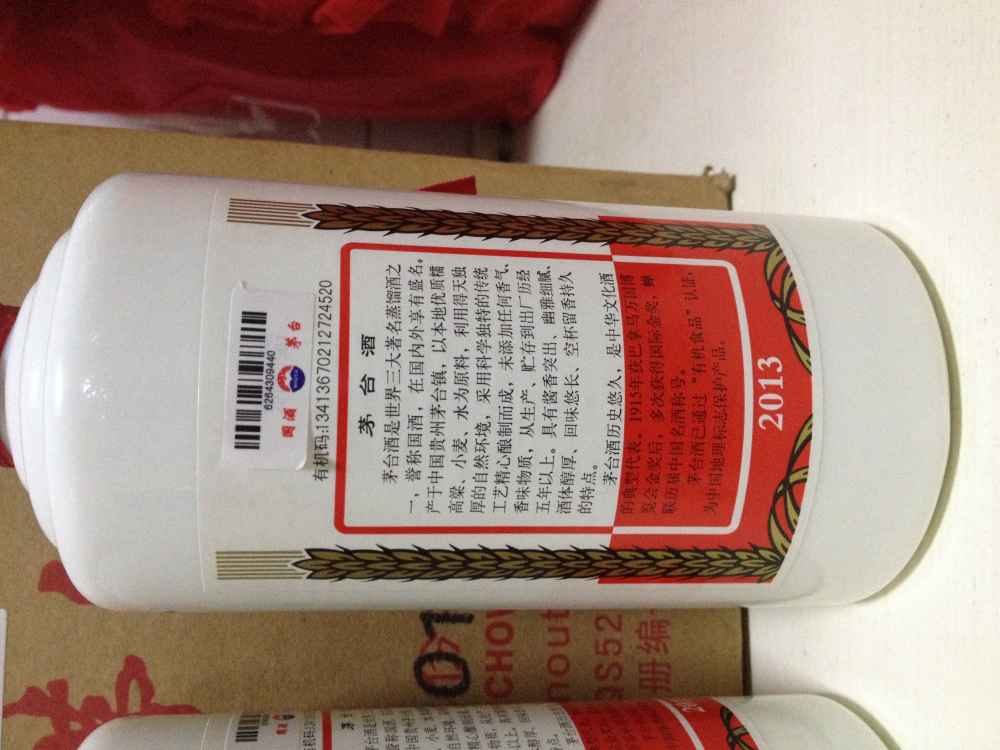 6264309440
国酒 茅台
有机码:13413670212724520
茅台酒
茅台酒是世界三大著名蒸馏酒之
一，誉称国酒，在国内外享有盛名。
产于中国贵州茅台镇，以本地优质糯
高粱、小麦、水为原料，利用得天独
厚的自然环境，采用科学独特的传统
工艺精心酿制而成，未添加任何香气、
香味物质，从生产、贮存到出厂历经
五年以上。具有酱香突出、幽雅细腻、
酒体醇厚、回味悠长、空杯留香持久
的特点。
茅台酒历史悠久，是中华文化酒
的典型代表。1915年获巴拿马万国博
览会金奖后，多次获得国际金奖，蝉
联历届中国名酒称号。
茅台酒已通过“有机食品”认证，
为中国地理标志保护产品。
2013
01
CHOW
QS52
册编